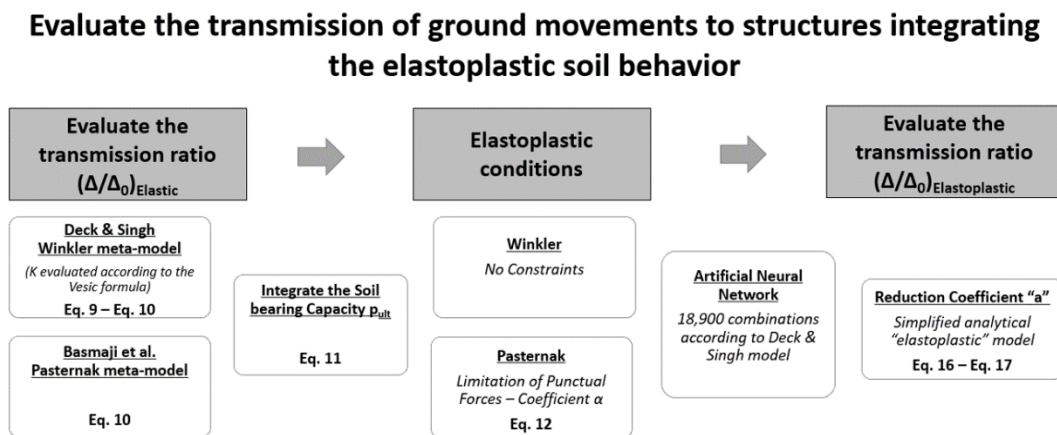 Evaluate the transmission of ground movements to structures integrating
the elastoplastic soil behavior
Evaluate the
transmission ratio
(Δ/Δ₀)Elastic
Elastoplastic
conditions
Evaluate the
transmission ratio
(Δ/Δ₀)Elastoplastic
Deck & Singh
Winkler meta-model
(K evaluated according to the
Vesic formula)
Eq. 9 – Eq. 10
Basmaji et al.
Pasternak meta-model
Eq. 10
Integrate the Soil
bearing Capacity pult
Eq. 11
Winkler
No Constraints
Pasternak
Limitation of Punctual
Forces – Coefficient α
Eq. 12
Artificial Neural
Network
18,900 combinations
according to Deck &
Singh model
Reduction Coefficient “a”
Simplified analytical
“elastoplastic” model
Eq. 16 – Eq. 17